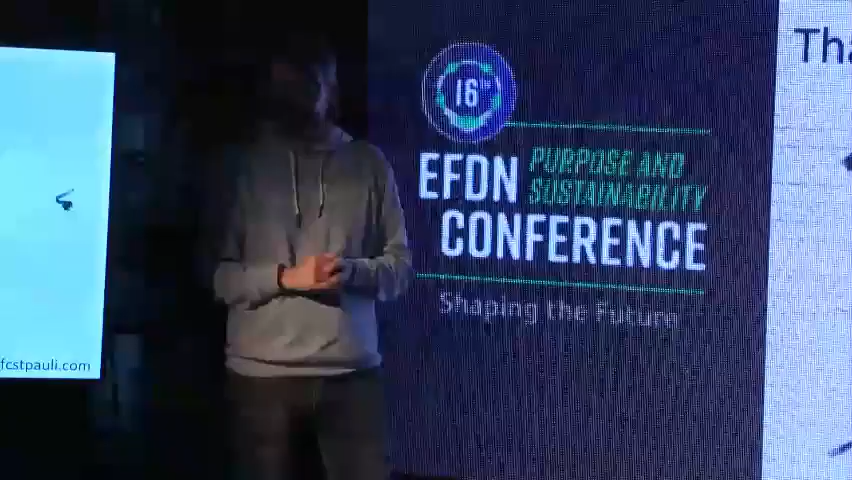 fcstpauli.com
16TH
EFDN PURPOSE AND
SUSTAINABILITY
CONFERENCE
Shaping the Future
Tha